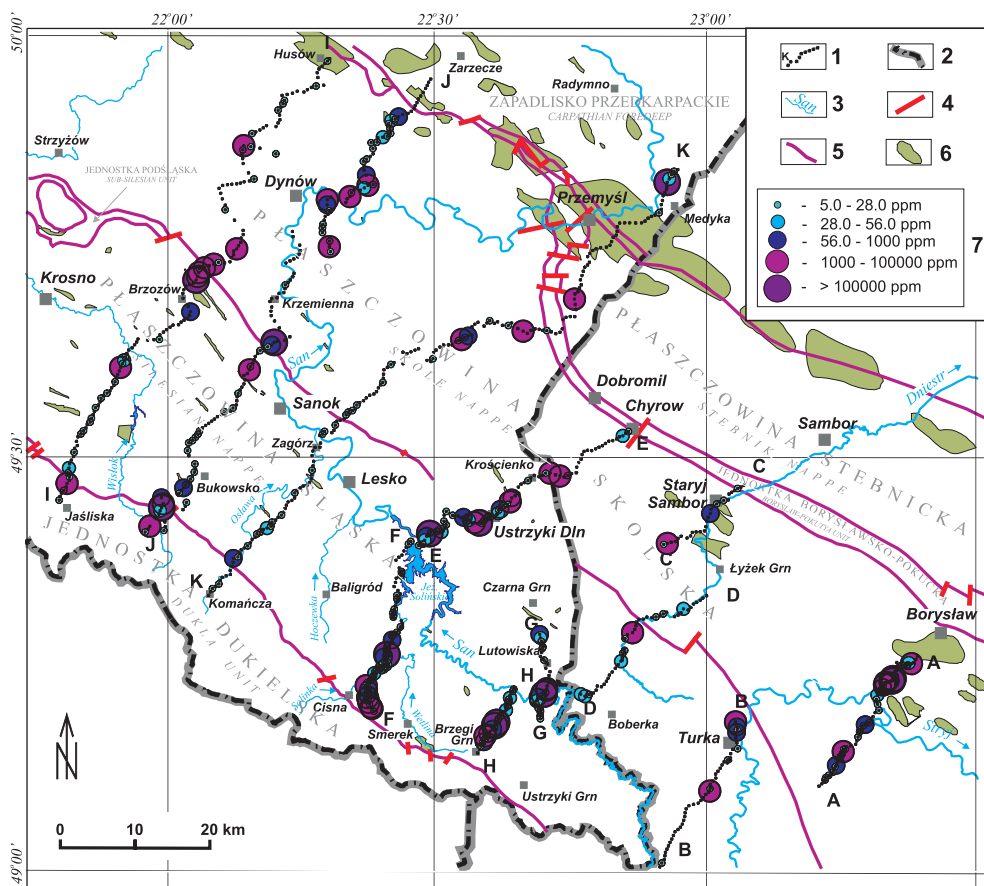 22°00'
22°30'
23°00'
50°00'
49°30'
49°00'
Husów
I
Zarzecze
J
Radymno
ZAPADLISKO PRZEDKARPACKIE
CARPATHIAN FOREDEEP
Strzyżów
JEDNOSTKA PODŚLĄSKA
SUB-SILESIAN UNIT
Dynów
K
Przemyśl
Medyka
Krosno
Brzozów
Krzemienna
PŁASZCZOWINA
SKOLE NAPPE
SKOLSKA
PŁASZCZOWINA
SILESIAN NAPPE
ŚLĄSKA
PŁASZCZOWINA STEBNICKA
STEBNIK NAPPE
San
Dobromil
Chyrow
E
Dniestr
Sambor
Sanok
Zagórz
Wisłok
Bukowsko
Osława
Lesko
Krościenko
C
JEDNOSTKA BORYSŁAWSKO-POKUCKA
BORYSLAV-POKUTYA UNIT
Staryj
Sambor
I
Jaśliska
J
F
E
Ustrzyki Dln
C
Łyżek Grn
D
K
Komańcza
Baligród
Hoczewka
Jez.
Solińskie
Czarna Grn
G
Lutowiska
San
Borysław
A
JEDNOSTKA DUKIELSKA
DUKLA UNIT
Solinka
Cisna
F
Wetlina
Smerek
Brzegi
Grn
H
H
G
D
Boberka
B
Turka
Stryj
Ustrzyki Grn
A
B
N
0 10 20 km
K
1
2
San
3
4
5
6
- 5.0 - 28.0 ppm
- 28.0 - 56.0 ppm
- 56.0 - 1000 ppm
- 1000 - 100000 ppm
- > 100000 ppm
7